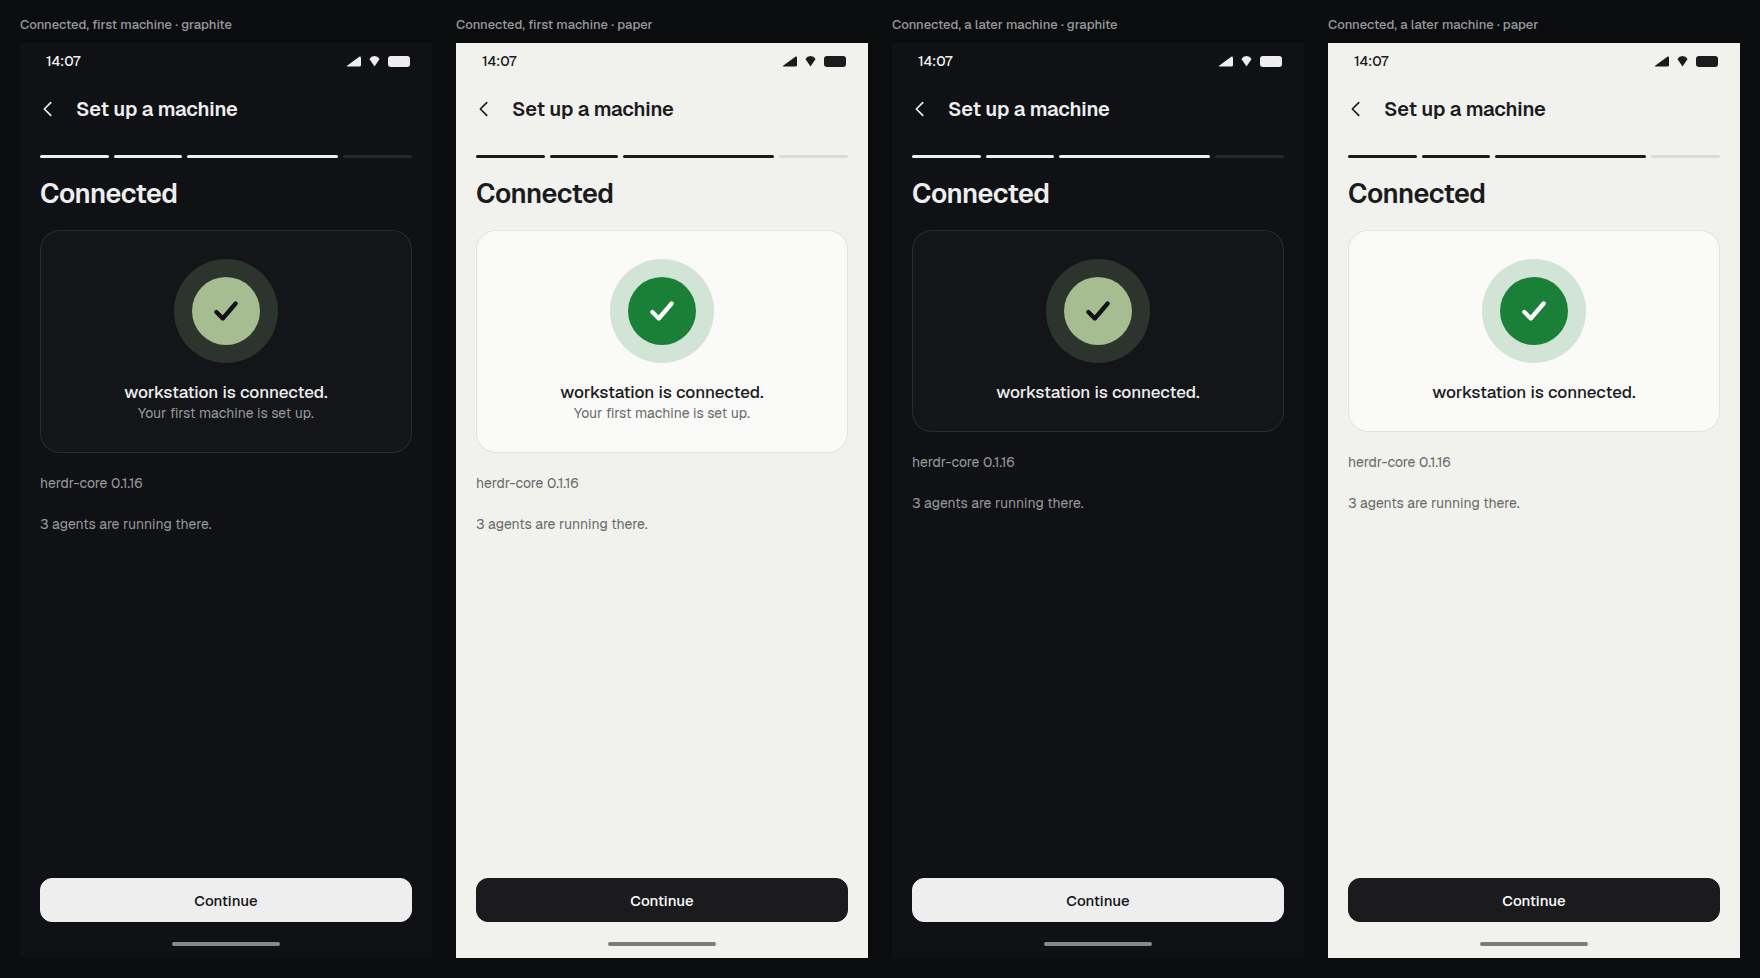 Connected, first machine · graphite
14:07
Set up a machine
Connected
workstation is connected.
Your first machine is set up.
herdr-core 0.1.16
3 agents are running there.
Continue
Connected, first machine · paper
14:07
Set up a machine
Connected
workstation is connected.
Your first machine is set up.
herdr-core 0.1.16
3 agents are running there.
Continue
Connected, a later machine · graphite
14:07
Set up a machine
Connected
workstation is connected.
herdr-core 0.1.16
3 agents are running there.
Continue
Connected, a later machine · paper
14:07
Set up a machine
Connected
workstation is connected.
herdr-core 0.1.16
3 agents are running there.
Continue